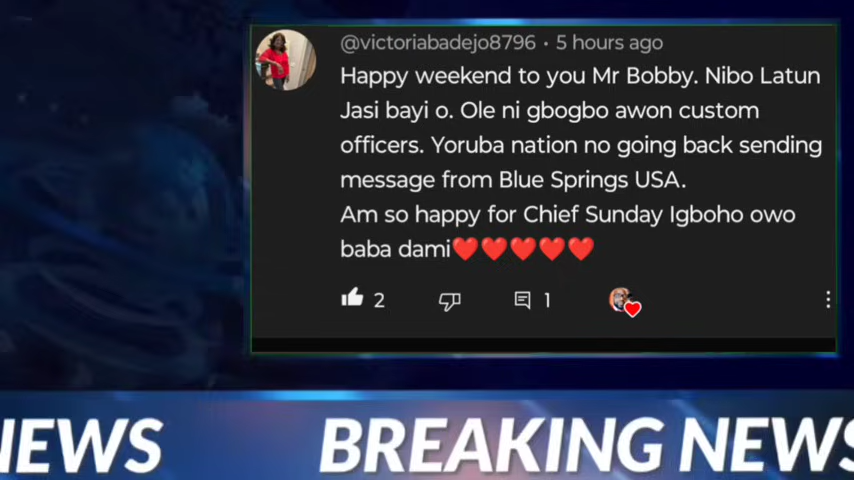 @victoriabadejo8796 · 5 hours ago
Happy weekend to you Mr Bobby. Nibo Latun
Jasi bayi o. Ole ni gbogbo awon custom
officers. Yoruba nation no going back sending
message from Blue Springs USA.
Am so happy for Chief Sunday Igboho owo
baba dami❤️❤️❤️❤️❤️
2 1
NEWS BREAKING NEWS